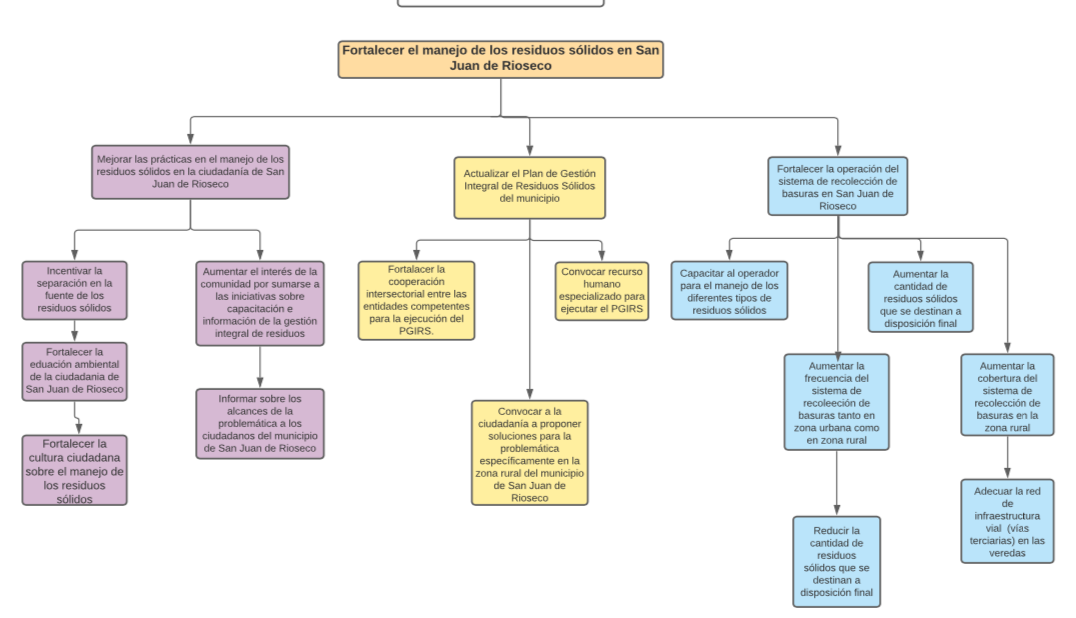 Fortalecer el manejo de los residuos sólidos en San
Juan de Rioseco
Mejorar las prácticas en el manejo de los
residuos sólidos en la ciudadanía de San
Juan de Rioseco
Actualizar el Plan de Gestión
Integral de Residuos Sólidos
del municipio
Fortalecer la operación del
sistema de recolección de
basuras en San Juan de
Rioseco
Incentivar la
separación en la
fuente de los
residuos sólidos
Aumentar el interés de la
comunidad por sumarse a
las iniciativas sobre
capacitación e
información de la gestión
integral de residuos
Fortalacer la
cooperación
intersectorial entre las
entidades competentes
para la ejecución del
PGIRS.
Convocar recurso
humano
especializado para
ejecutar el PGIRS
Capacitar al operador
para el manejo de los
diferentes tipos de
residuos sólidos
Aumentar la
cantidad de
residuos sólidos
que se destinan a
disposición final
Fortalecer la
eduación ambiental
de la ciudadania de
San Juan de Rioseco
Informar sobre los
alcances de la
problemática a los
ciudadanos del municipio
de San Juan de Rioseco
Convocar a la
ciudadanía a proponer
soluciones para la
problemática
específicamente en la
zona rural del municipio
de San Juan de
Rioseco
Aumentar la
frecuencia del
sistema de
recoleeción de
basuras tanto en
zona urbana como
en zona rural
Aumentar la
cobertura del
sistema de
recolección de
basuras en la
zona rural
Fortalecer la
cultura ciudadana
sobre el manejo de
los residuos
sólidos
Reducir la
cantidad de
residuos
sólidos que se
destinan a
disposición final
Adecuar la red
de
infraestructura
vial (vías
terciarias) en las
veredas